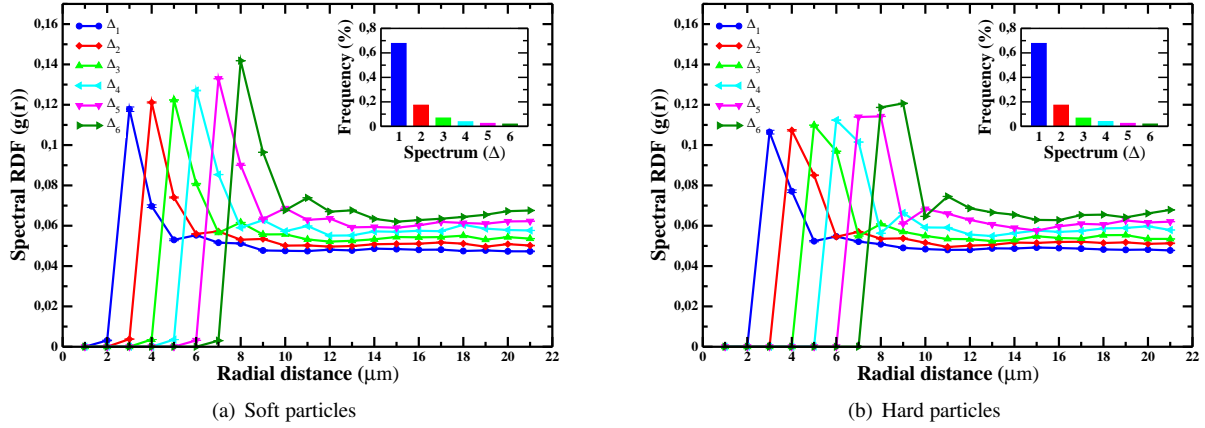 0,16
0,14
0,12
0,1
0,08
0,06
0,04
0,02
0
Spectral RDF (g(r))
Δ1
Δ2
Δ3
Δ4
Δ5
Δ6
0,8
0,6
0,4
0,2
0
Frequency (%)
1 2 3 4 5 6
Spectrum (Δ)
0 2 4 6 8 10 12 14 16 18 20 22
Radial distance (μm)
(a) Soft particles
0,16
0,14
0,12
0,1
0,08
0,06
0,04
0,02
0
Spectral RDF (g(r))
Δ1
Δ2
Δ3
Δ4
Δ5
Δ6
0,8
0,6
0,4
0,2
0
Frequency (%)
1 2 3 4 5 6
Spectrum (Δ)
0 2 4 6 8 10 12 14 16 18 20 22
Radial distance (μm)
(b) Hard particles